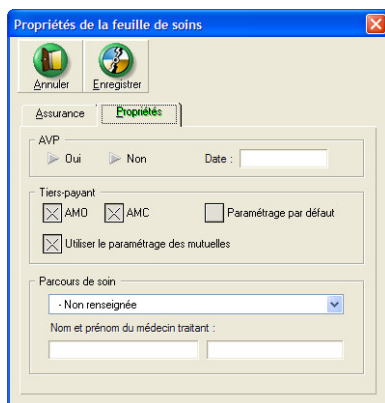 Propriétés de la feuille de soins
Annuler Enregistrer
Assurance Propriétés
AVP
Oui Non Date :
Tiers-payant
AMO AMC Paramétrage par défaut
Utiliser le paramétrage des mutuelles
Parcours de soin
- Non renseignée
Nom et prénom du médecin traitant :